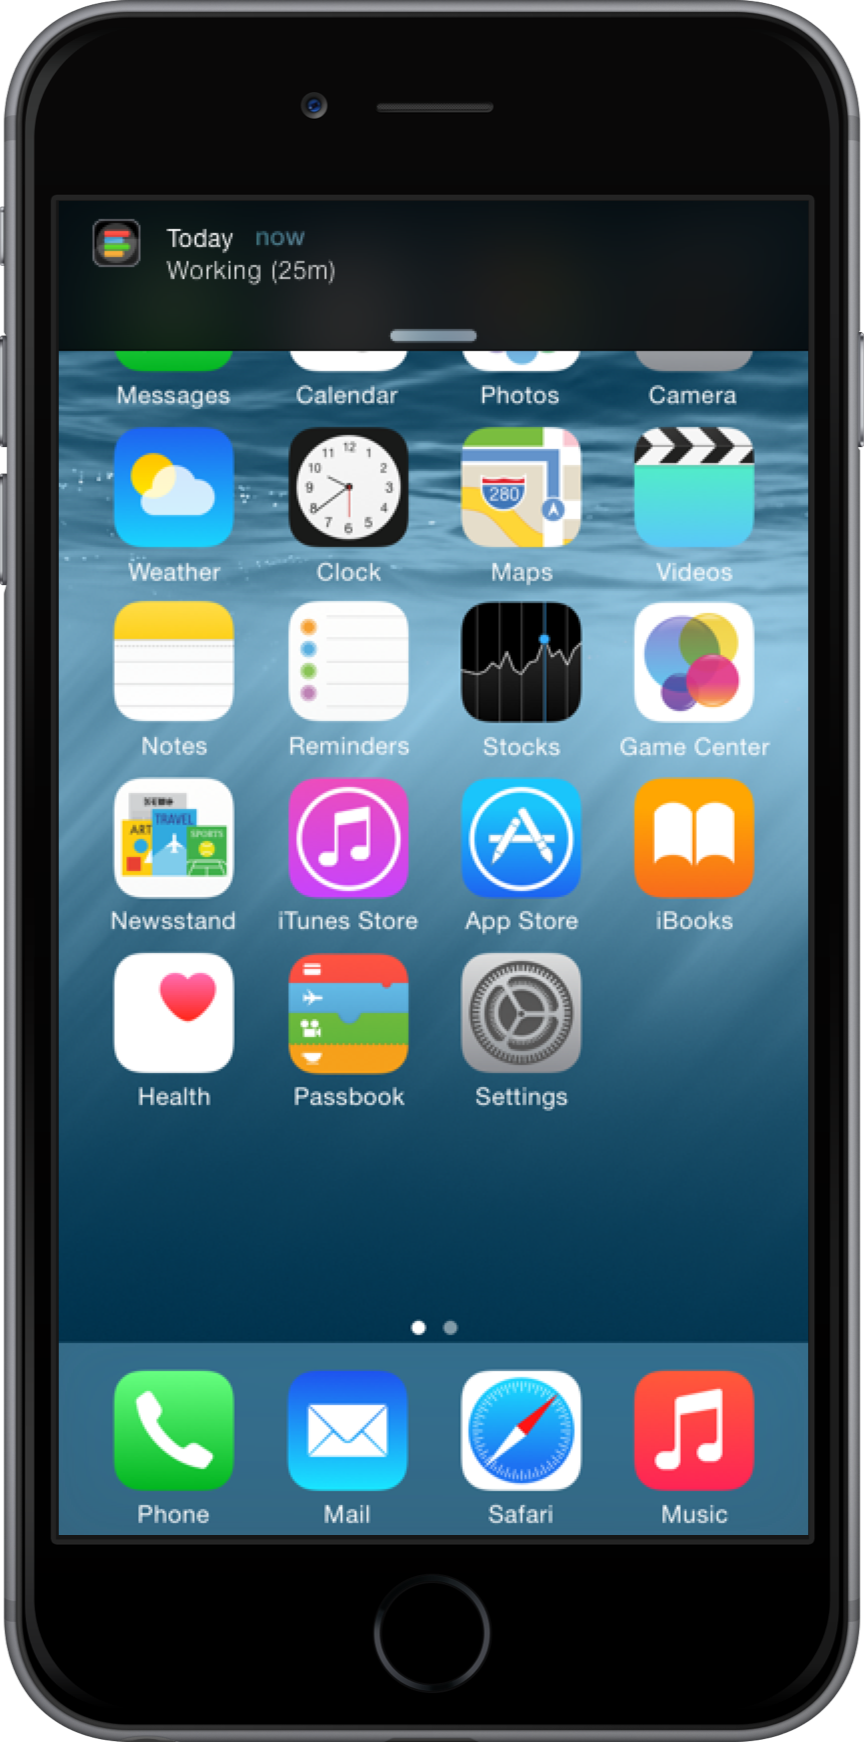 Today now
Working (25m)
Messages Calendar Photos Camera
12
11 1
10 2
9 3
8 4
7 5
6
280
Weather Clock Maps Videos
Notes Reminders Stocks Game Center
NEWS
ART TRAVEL SPORTS
Newsstand iTunes Store App Store iBooks
Health Passbook Settings
Phone Mail Safari Music